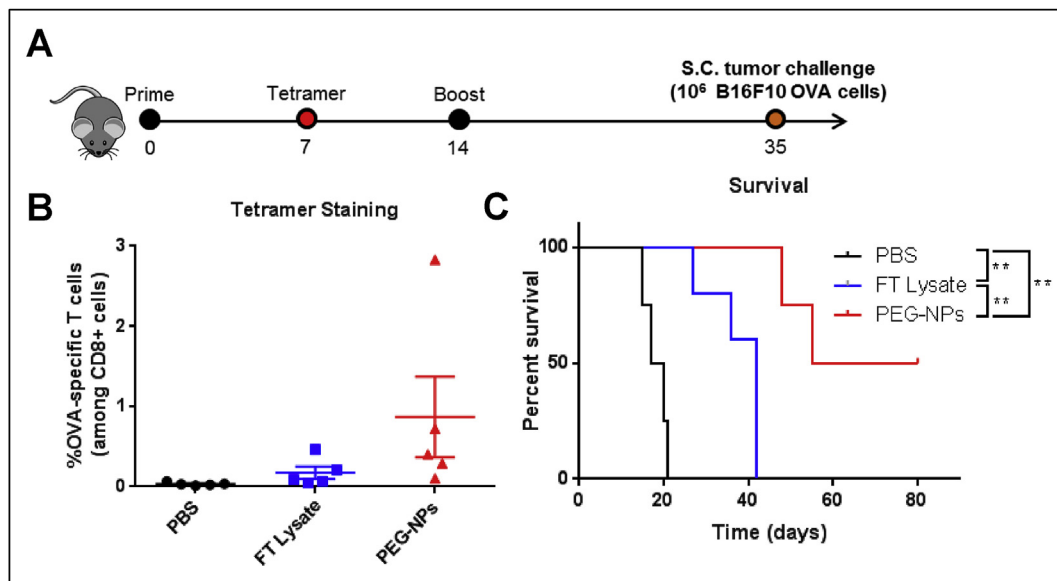 A
S.C. tumor challenge
(10⁶ B16F10 OVA cells)
Prime
Tetramer
Boost
0
7
14
35
B
Tetramer Staining
%OVA-specific T cells
(among CD8+ cells)
3
2
1
0
PBS
FT Lysate
PEG-NPs
C
Survival
Percent survival
100
50
0
PBS
FT Lysate
PEG-NPs
**
**
**
0
20
40
60
80
Time (days)